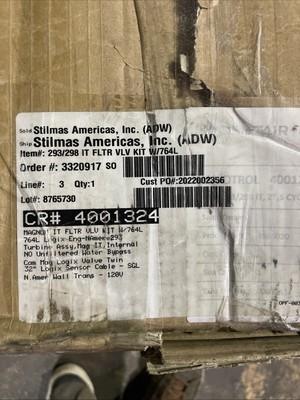 Sold Stilmas Americas, Inc. (ADW)
Ship Stilmas Americas, Inc. (ADW)
Item#: 293/298 IT FLTR VLV KIT W/764L
Order #: 3320917 SO
Line#: 3 Qty:1 Cust PO#:2022002356
Lot#: 8765730
CR# 4001324
MAGNUM IT FLTR VLV KIT W/764L
764L Logix-Eng-NAmer-293
Turbine Assy,Mag IT,Internal
NO Unfiltered Water Bypass
Cam Mag Logix Valve Twin
32" Logix Sensor Cable - SGL
N.Amer Wall Trans - 120V